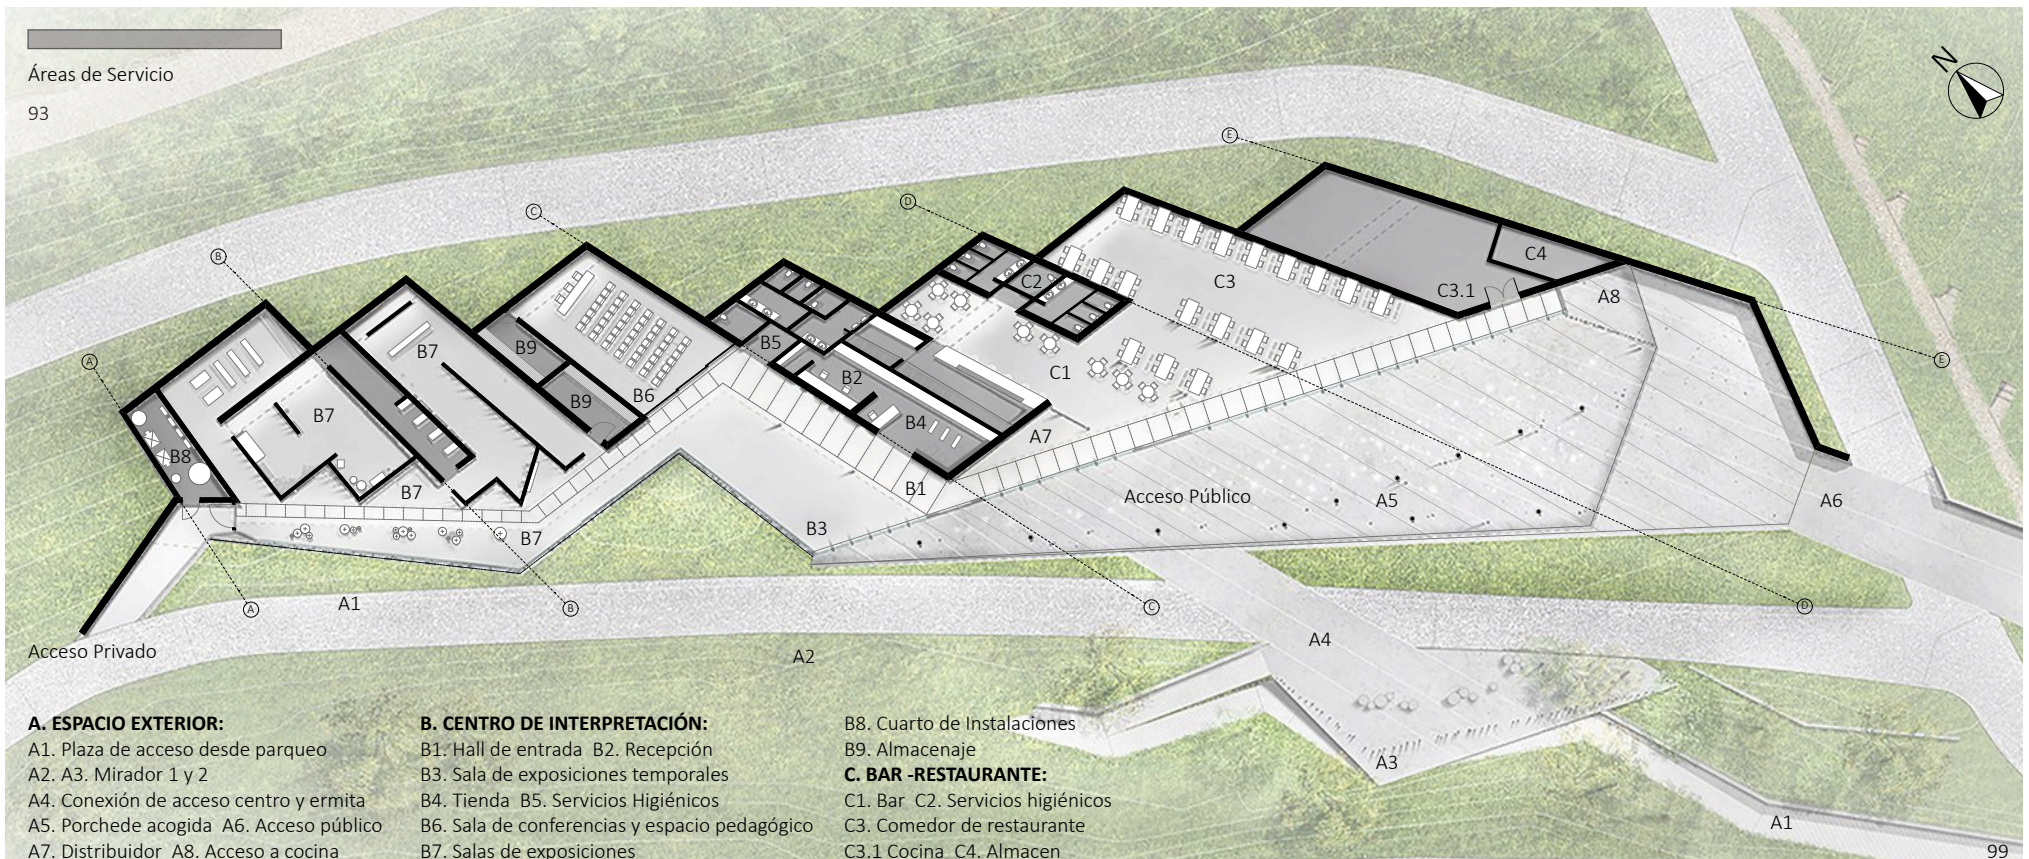 Áreas de Servicio
93
N
E
C
D
B
A
E
C4
C3
C2
C3.1
A8
B7
B9
B5
B2
C1
B9
B6
B7
B4
A7
B8
B7
B1
Acceso Público
A5
A6
B3
B7
A1
A
B
C
D
A4
Acceso Privado
A2
A. ESPACIO EXTERIOR:
A1. Plaza de acceso desde parqueo
A2. A3. Mirador 1 y 2
A4. Conexión de acceso centro y ermita
A5. Porchede acogida A6. Acceso público
A7. Distribuidor A8. Acceso a cocina
B. CENTRO DE INTERPRETACIÓN:
B1. Hall de entrada B2. Recepción
B3. Sala de exposiciones temporales
B4. Tienda B5. Servicios Higiénicos
B6. Sala de conferencias y espacio pedagógico
B7. Salas de exposiciones
B8. Cuarto de Instalaciones
B9. Almacenaje
C. BAR -RESTAURANTE:
C1. Bar C2. Servicios higiénicos
C3. Comedor de restaurante
C3.1 Cocina C4. Almacen
A3
A1
99